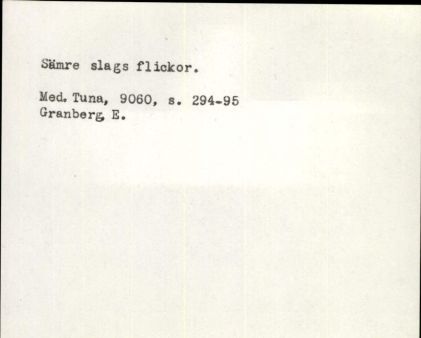 Sämre slags flickor.
Med. Tuna, 9060, s. 294-95
Granberg, E.